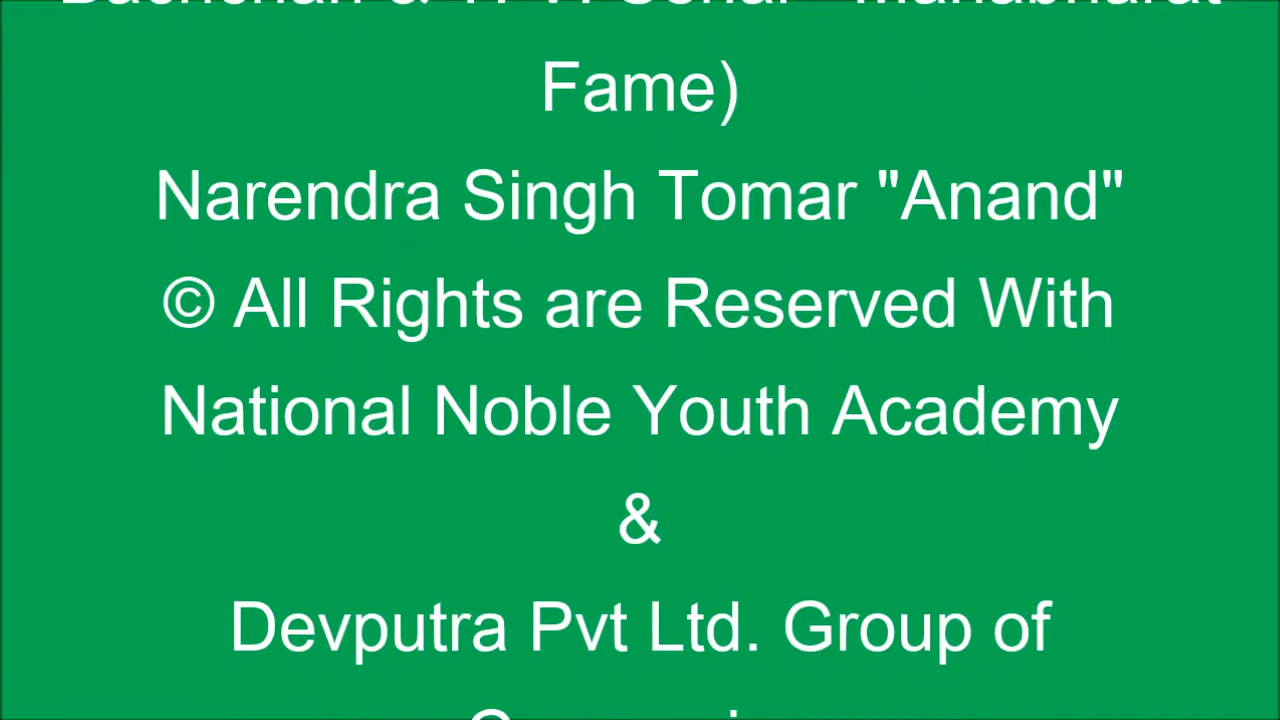 Fame)
Narendra Singh Tomar "Anand"
© All Rights are Reserved With
National Noble Youth Academy
&
Devputra Pvt Ltd. Group of